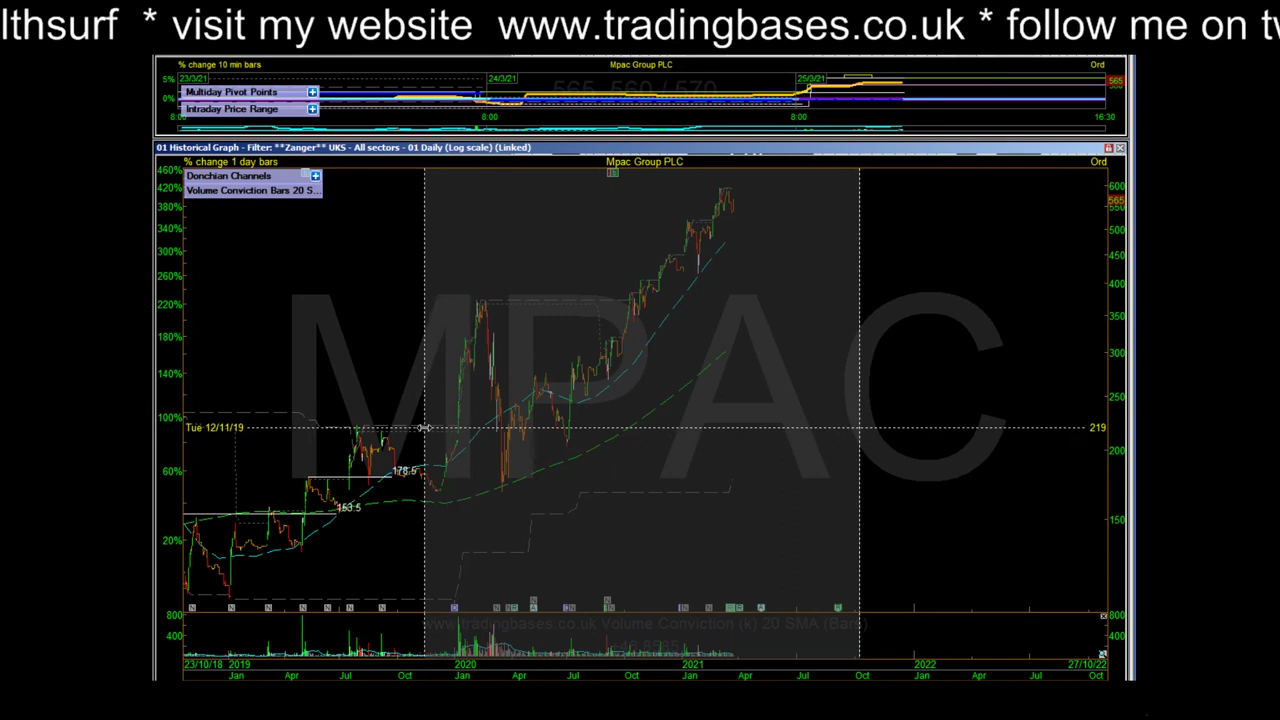 lthsurf * visit my website www.tradingbases.co.uk * follow me on tw
% change 10 min bars Mpac Group PLC Ord
23/3/21 24/3/21 25/3/21
5% 565 560 / 570 565
Multiday Pivot Points
0%
Intraday Price Range
8:00 8:00 8:00 16:30
01 Historical Graph - Filter: **Zanger** UKS - All sectors - 01 Daily (Log scale) (Linked)
% change 1 day bars Mpac Group PLC Ord
460%
Donchian Channels
420% 600
Volume Conviction Bars 20 S...
380% 565
550
340% 500
300% 450
260% 400
220% 350
180% 300
140% 250
100%
Tue 12/11/19 219
MPAC
60% 178.5 200
153.5 150
20%
N N N N N N N
800 www.tradingbases.co.uk Volume Conviction (k) 20 SMA (Bars) 800
400 400
23/10/18 2019 2020 2021 2022 27/10/22
Jan Apr Jul Oct Jan Apr Jul Oct Jan Apr Jul Oct Jan Apr Jul Oct